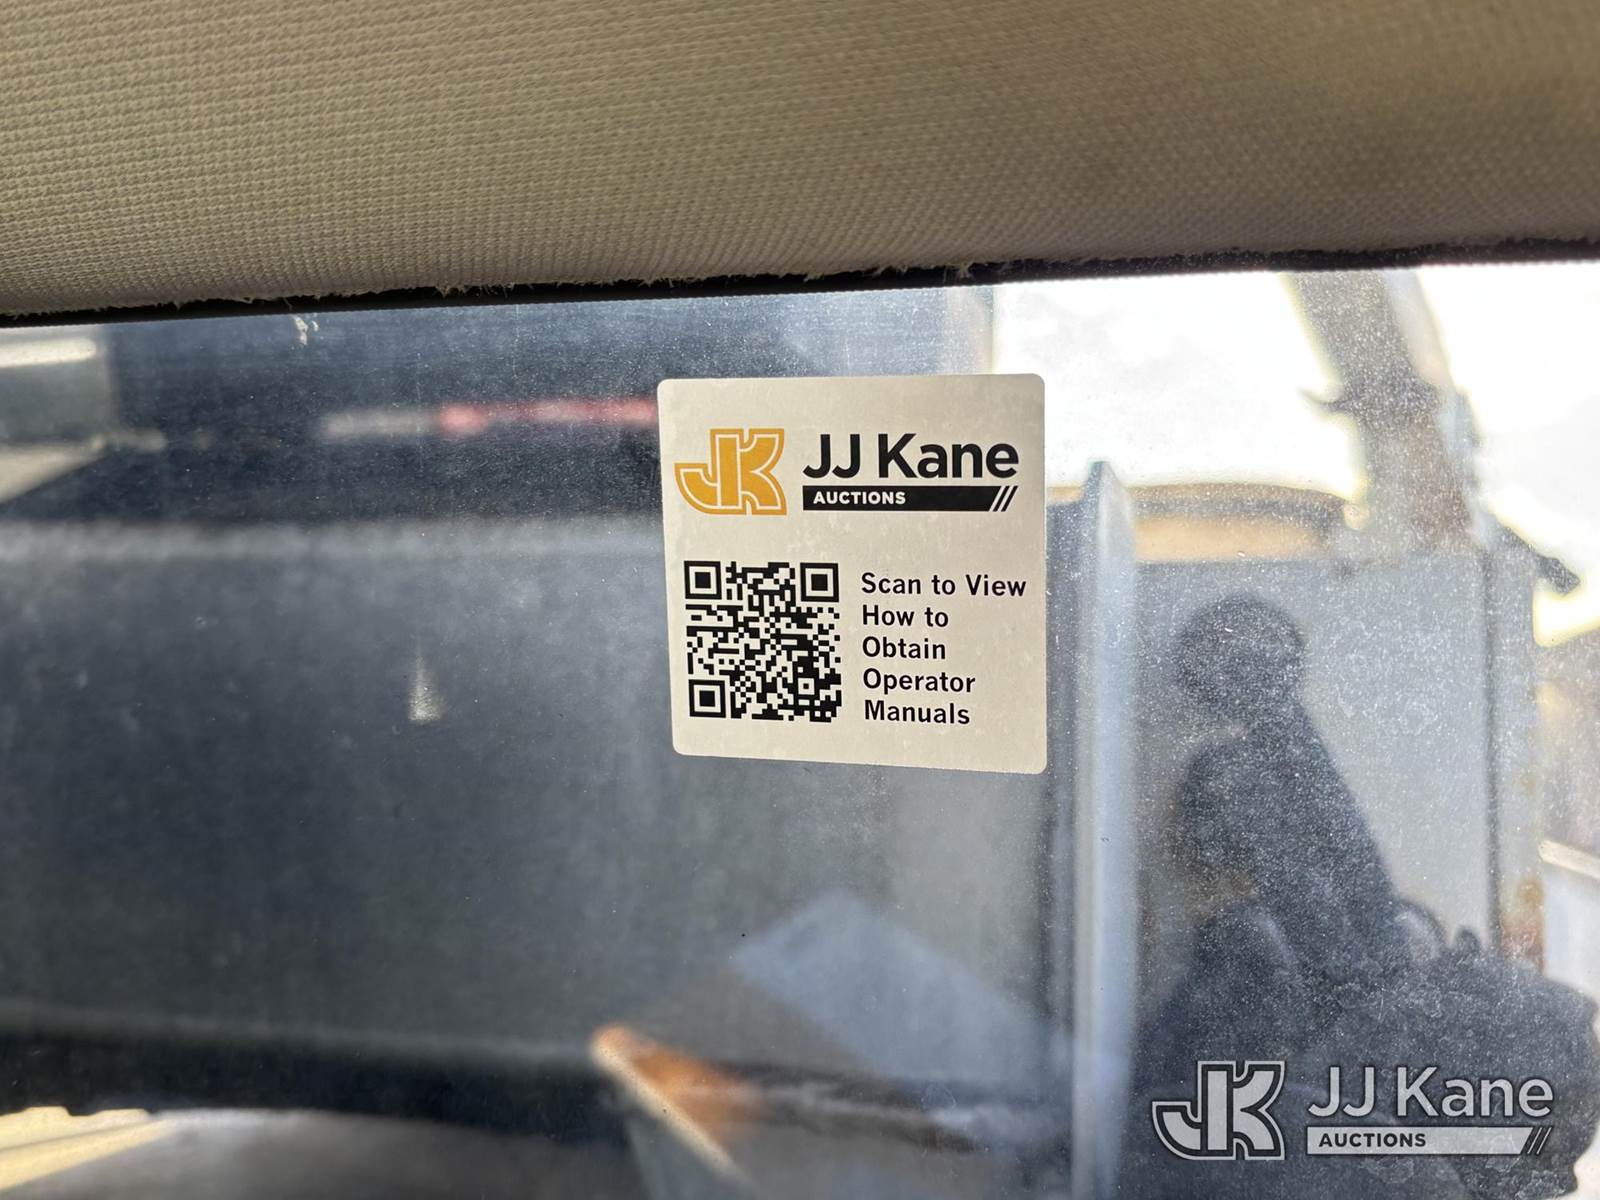 JK JJ Kane
AUCTIONS
Scan to View
How to
Obtain
Operator
Manuals
JK JJ Kane
AUCTIONS